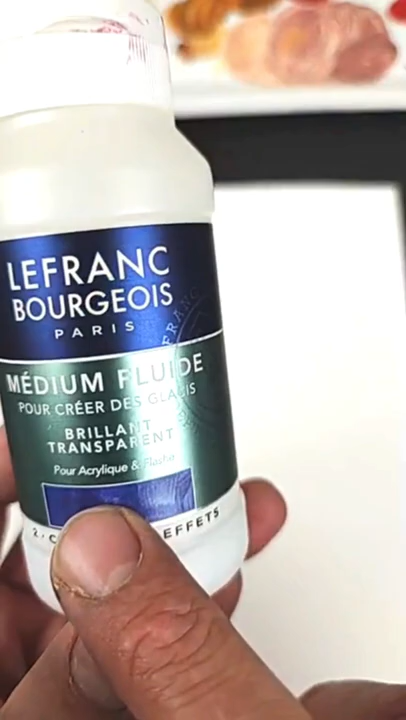 LEFRANC
BOURGEOIS
PARIS
MÉDIUM FLUIDE
POUR CRÉER DES GLACIS
BRILLANT
TRANSPARENT
Pour Acrylique & Flashe
EFFETS